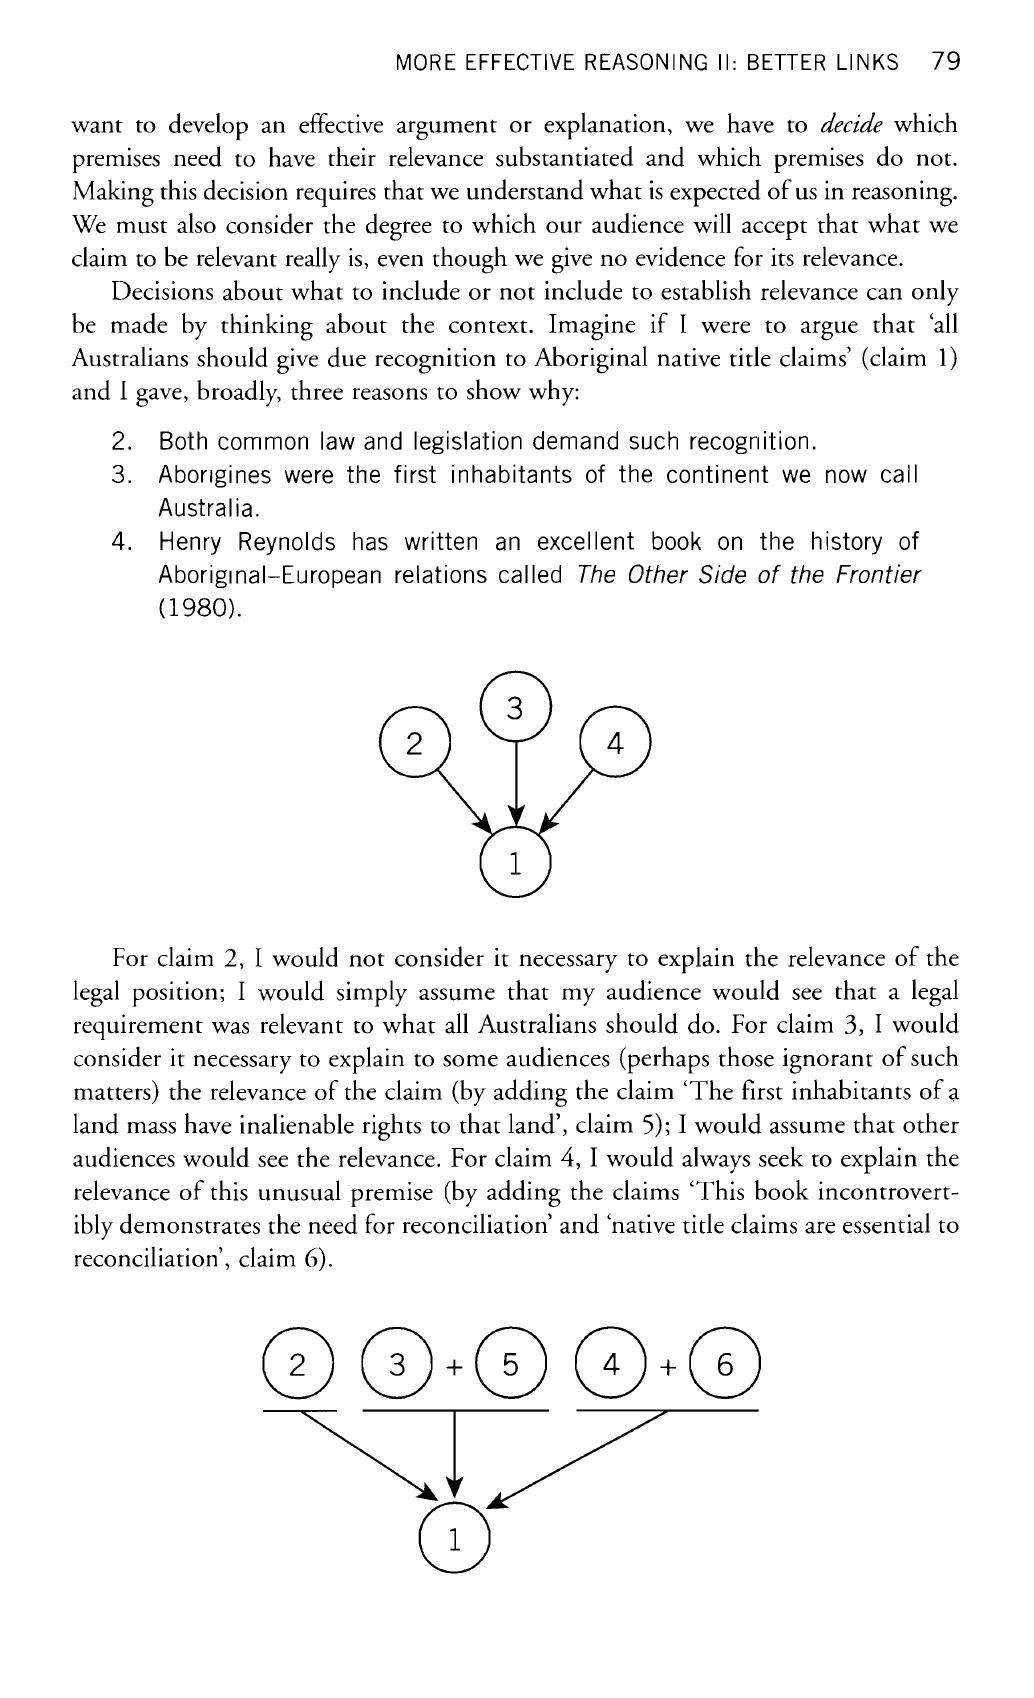 MORE EFFECTIVE REASONING II: BETTER LINKS 79
want to develop an effective argument or explanation, we have to decide which
premises need to have their relevance substantiated and which premises do not.
Making this decision requires that we understand what is expected of us in reasoning.
We must also consider the degree to which our audience will accept that what we
claim to be relevant really is, even though we give no evidence for its relevance.
Decisions about what to include or not include to establish relevance can only
be made by thinking about the context. Imagine if I were to argue that ‘all
Australians should give due recognition to Aboriginal native title claims’ (claim 1)
and I gave, broadly, three reasons to show why:
2. Both common law and legislation demand such recognition.
3. Aborigines were the first inhabitants of the continent we now call
Australia.
4. Henry Reynolds has written an excellent book on the history of
Aboriginal–European relations called The Other Side of the Frontier
(1980).
3
2 4
1
For claim 2, I would not consider it necessary to explain the relevance of the
legal position; I would simply assume that my audience would see that a legal
requirement was relevant to what all Australians should do. For claim 3, I would
consider it necessary to explain to some audiences (perhaps those ignorant of such
matters) the relevance of the claim (by adding the claim ‘The first inhabitants of a
land mass have inalienable rights to that land’, claim 5); I would assume that other
audiences would see the relevance. For claim 4, I would always seek to explain the
relevance of this unusual premise (by adding the claims ‘This book incontrovert-
ibly demonstrates the need for reconciliation’ and ‘native title claims are essential to
reconciliation’, claim 6).
2 3 + 5 4 + 6
1